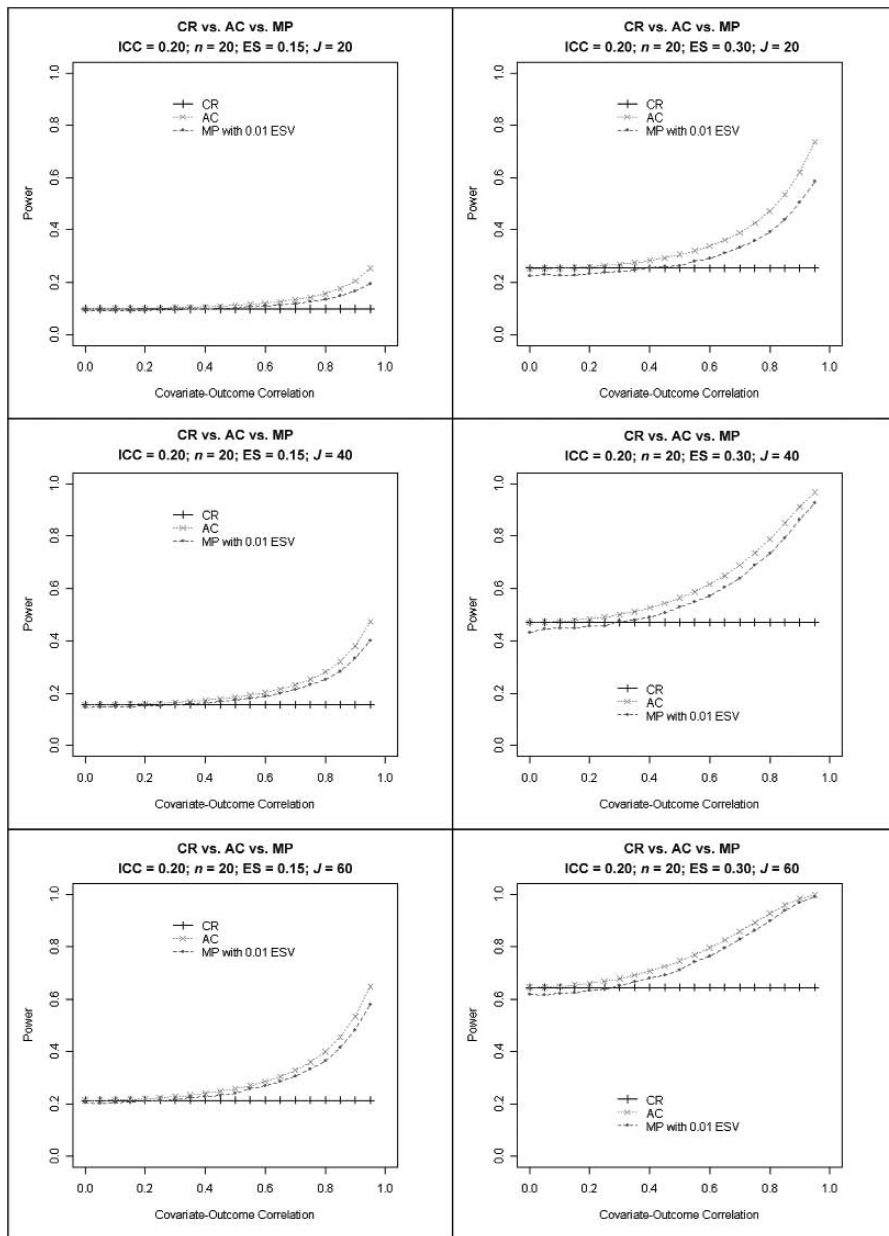 CR vs. AC vs. MP
ICC = 0.20; n = 20; ES = 0.15; J = 20
CR
AC
MP with 0.01 ESV
Power
0.0 0.2 0.4 0.6 0.8 1.0
0.0 0.2 0.4 0.6 0.8 1.0
Covariate-Outcome Correlation
CR vs. AC vs. MP
ICC = 0.20; n = 20; ES = 0.30; J = 20
CR
AC
MP with 0.01 ESV
Power
0.0 0.2 0.4 0.6 0.8 1.0
0.0 0.2 0.4 0.6 0.8 1.0
Covariate-Outcome Correlation
CR vs. AC vs. MP
ICC = 0.20; n = 20; ES = 0.15; J = 40
CR
AC
MP with 0.01 ESV
Power
0.0 0.2 0.4 0.6 0.8 1.0
0.0 0.2 0.4 0.6 0.8 1.0
Covariate-Outcome Correlation
CR vs. AC vs. MP
ICC = 0.20; n = 20; ES = 0.30; J = 40
CR
AC
MP with 0.01 ESV
Power
0.0 0.2 0.4 0.6 0.8 1.0
0.0 0.2 0.4 0.6 0.8 1.0
Covariate-Outcome Correlation
CR vs. AC vs. MP
ICC = 0.20; n = 20; ES = 0.15; J = 60
CR
AC
MP with 0.01 ESV
Power
0.0 0.2 0.4 0.6 0.8 1.0
0.0 0.2 0.4 0.6 0.8 1.0
Covariate-Outcome Correlation
CR vs. AC vs. MP
ICC = 0.20; n = 20; ES = 0.30; J = 60
CR
AC
MP with 0.01 ESV
Power
0.0 0.2 0.4 0.6 0.8 1.0
0.0 0.2 0.4 0.6 0.8 1.0
Covariate-Outcome Correlation